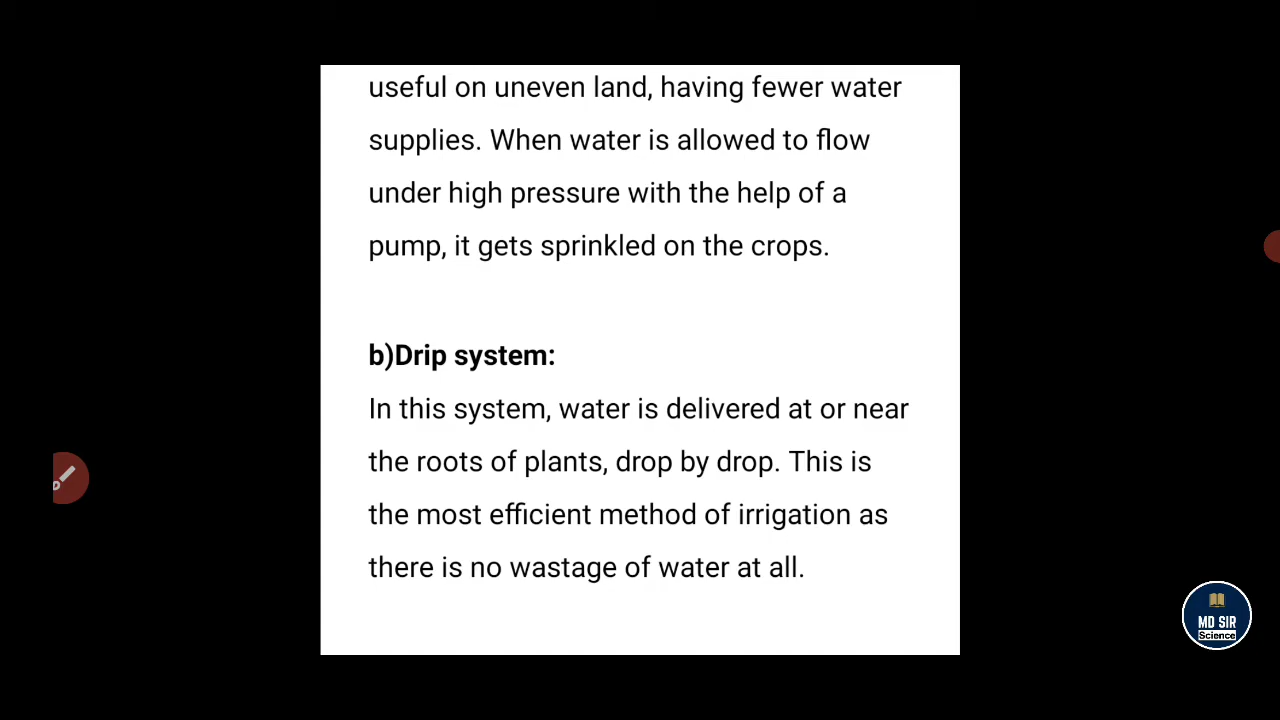 useful on uneven land, having fewer water
supplies. When water is allowed to flow
under high pressure with the help of a
pump, it gets sprinkled on the crops.
b)Drip system:
In this system, water is delivered at or near
the roots of plants, drop by drop. This is
the most efficient method of irrigation as
there is no wastage of water at all.
MD SIR
Science